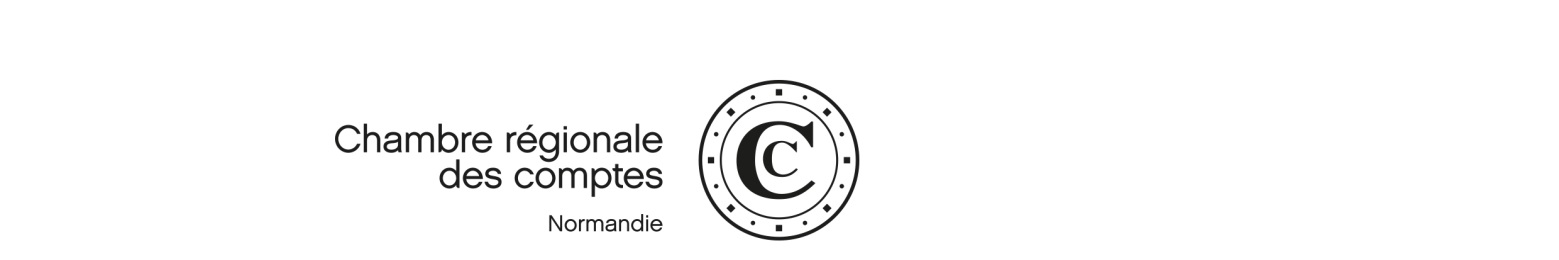 Chambre régionale
des comptes
Normandie
CC